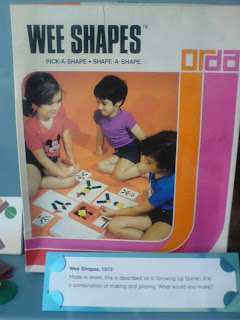 WEE SHAPES™
PICK·A·SHAPE • SHAPE·A·SHAPE
orda
Wee Shapes, 1973
Made in Israel, this is described as a 'Growing Up Game'. It is
a combination of making and playing. What would you make?